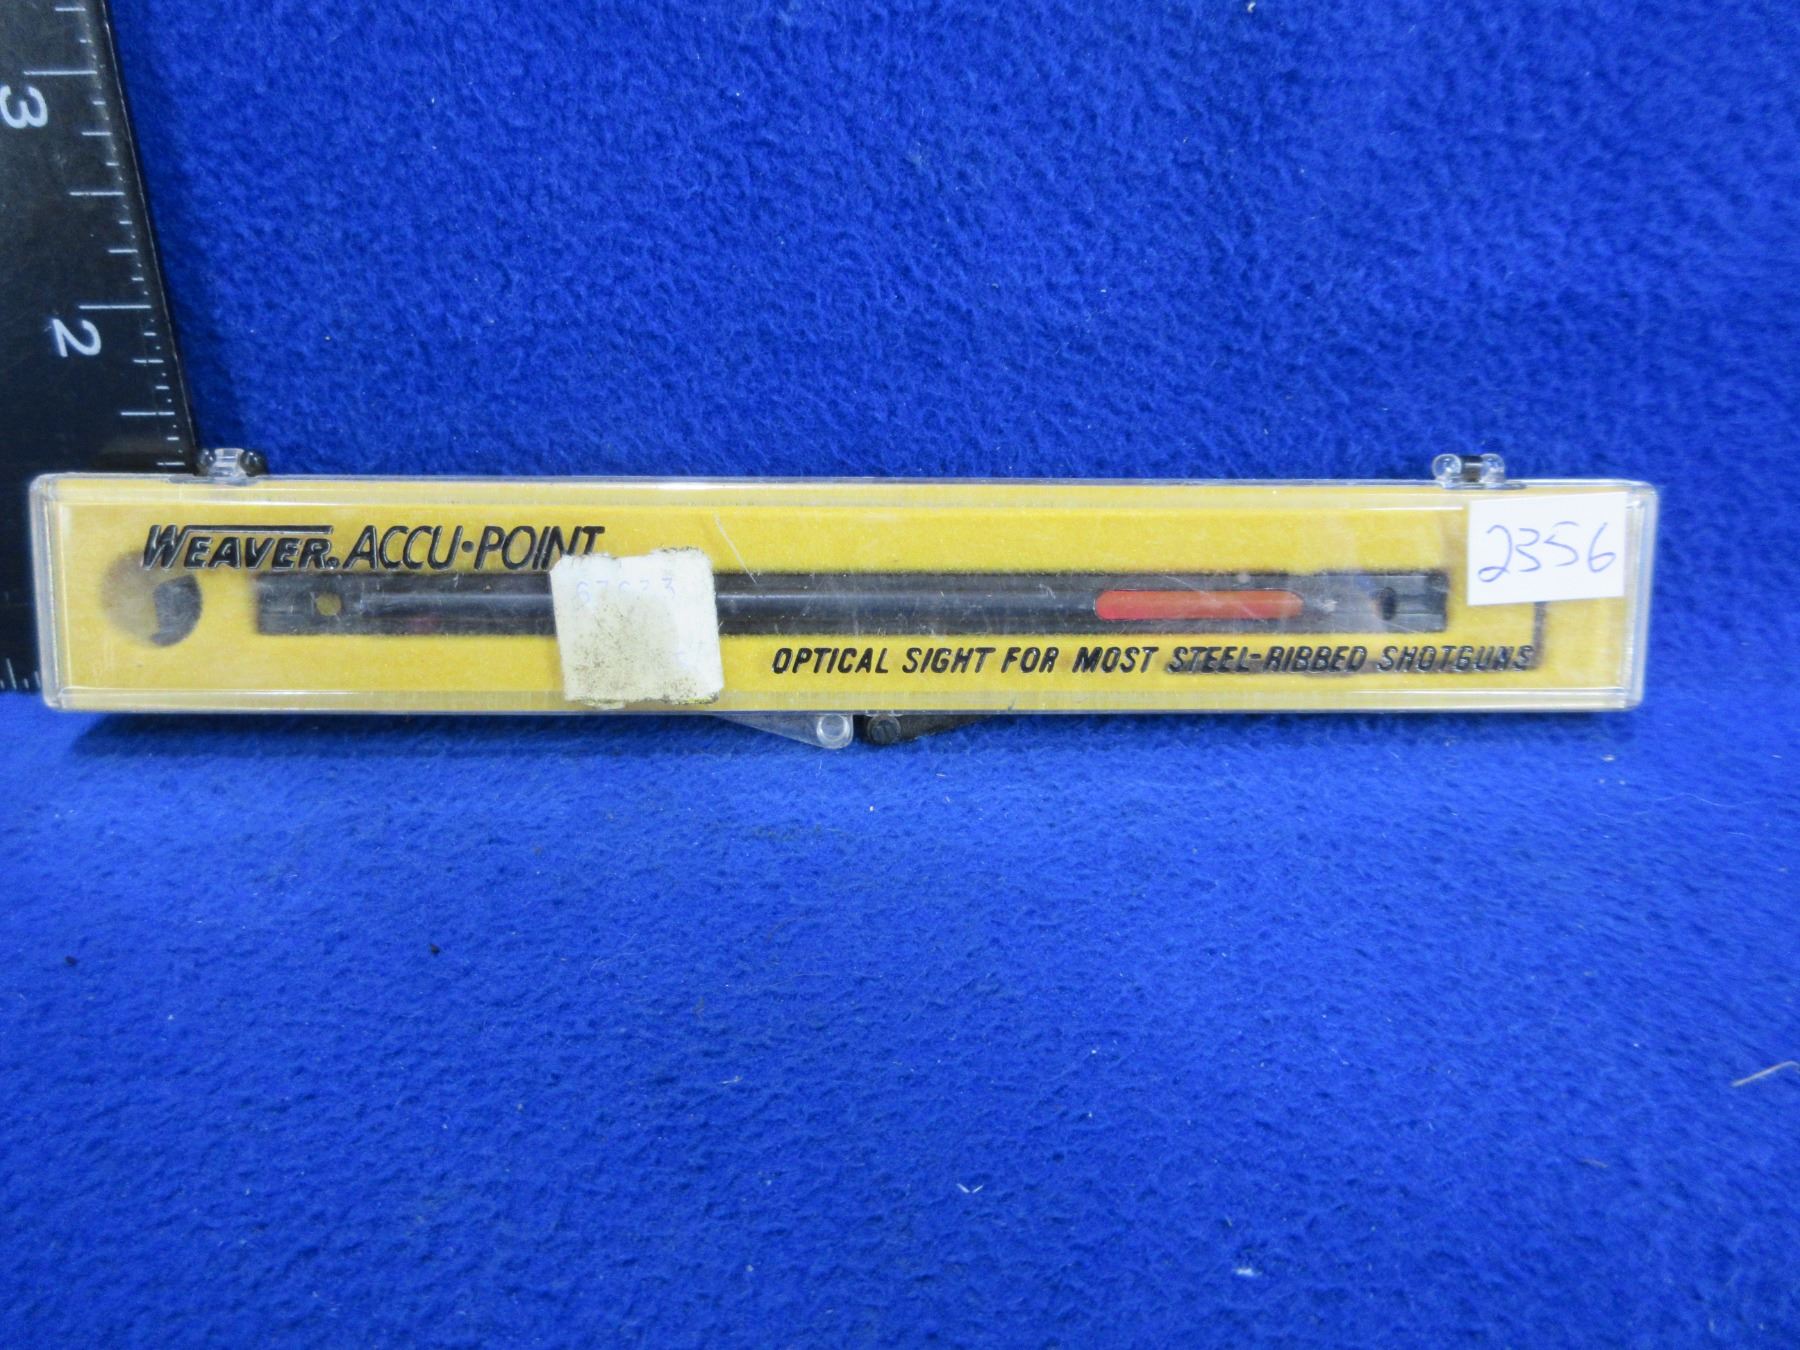 3
2
WEAVER. ACCU•POINT
2356
OPTICAL SIGHT FOR MOST STEEL-RIBBED SHOTGUNS